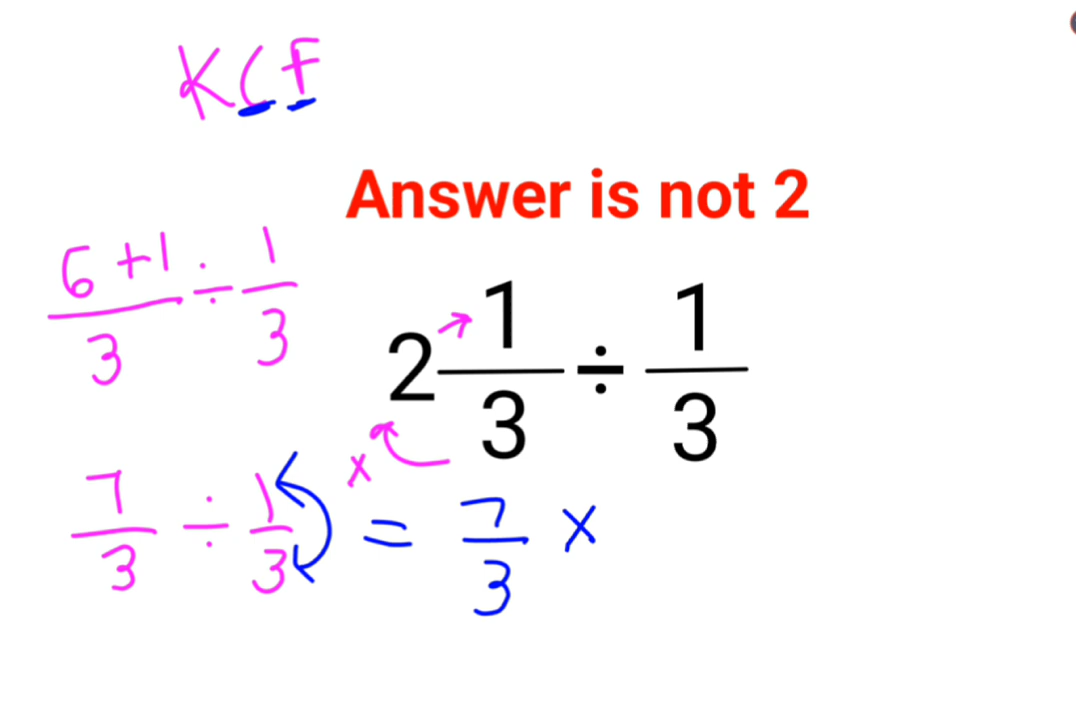 KCF
Answer is not 2
6+1/3 ÷ 1/3
2 1/3 ÷ 1/3
x
7/3 ÷ 1/3 = 7/3 x